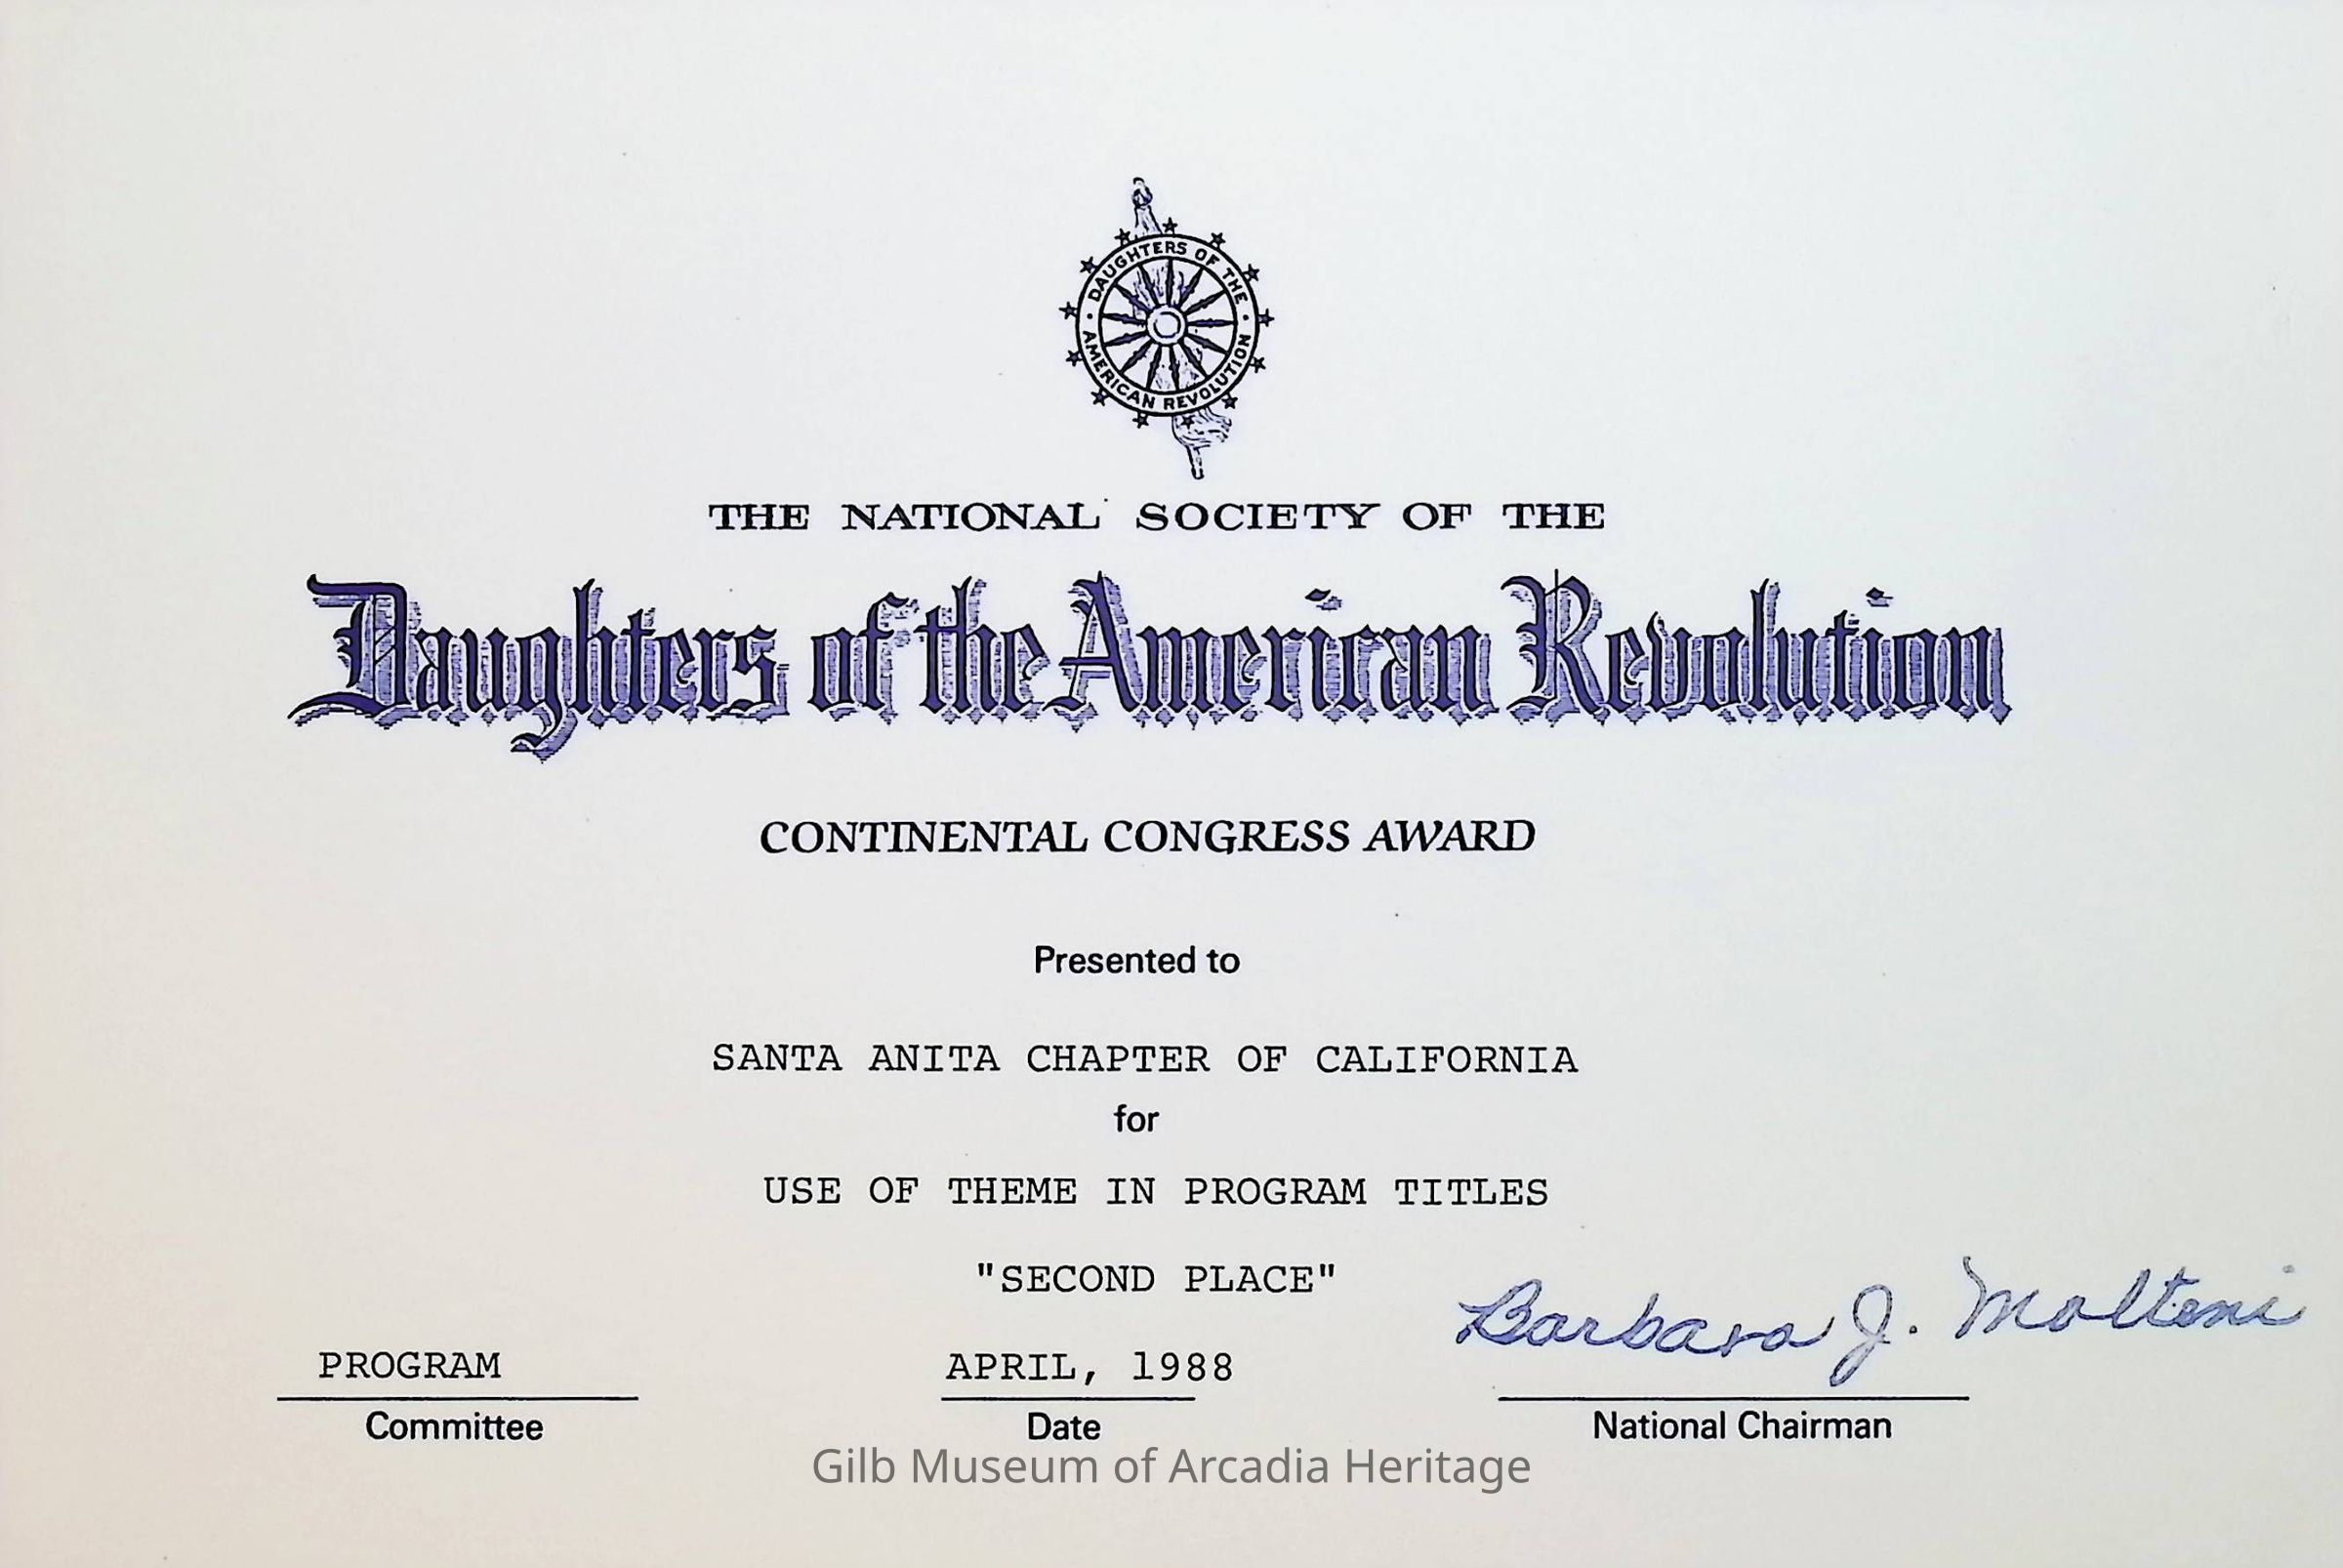 DAUGHTERS OF THE
AMERICAN REVOLUTION
THE NATIONAL SOCIETY OF THE
Daughters of the American Revolution
CONTINENTAL CONGRESS AWARD
Presented to
SANTA ANITA CHAPTER OF CALIFORNIA
for
USE OF THEME IN PROGRAM TITLES
"SECOND PLACE"
Barbara J. Molteni
PROGRAM APRIL, 1988
Committee Date National Chairman
Gilb Museum of Arcadia Heritage